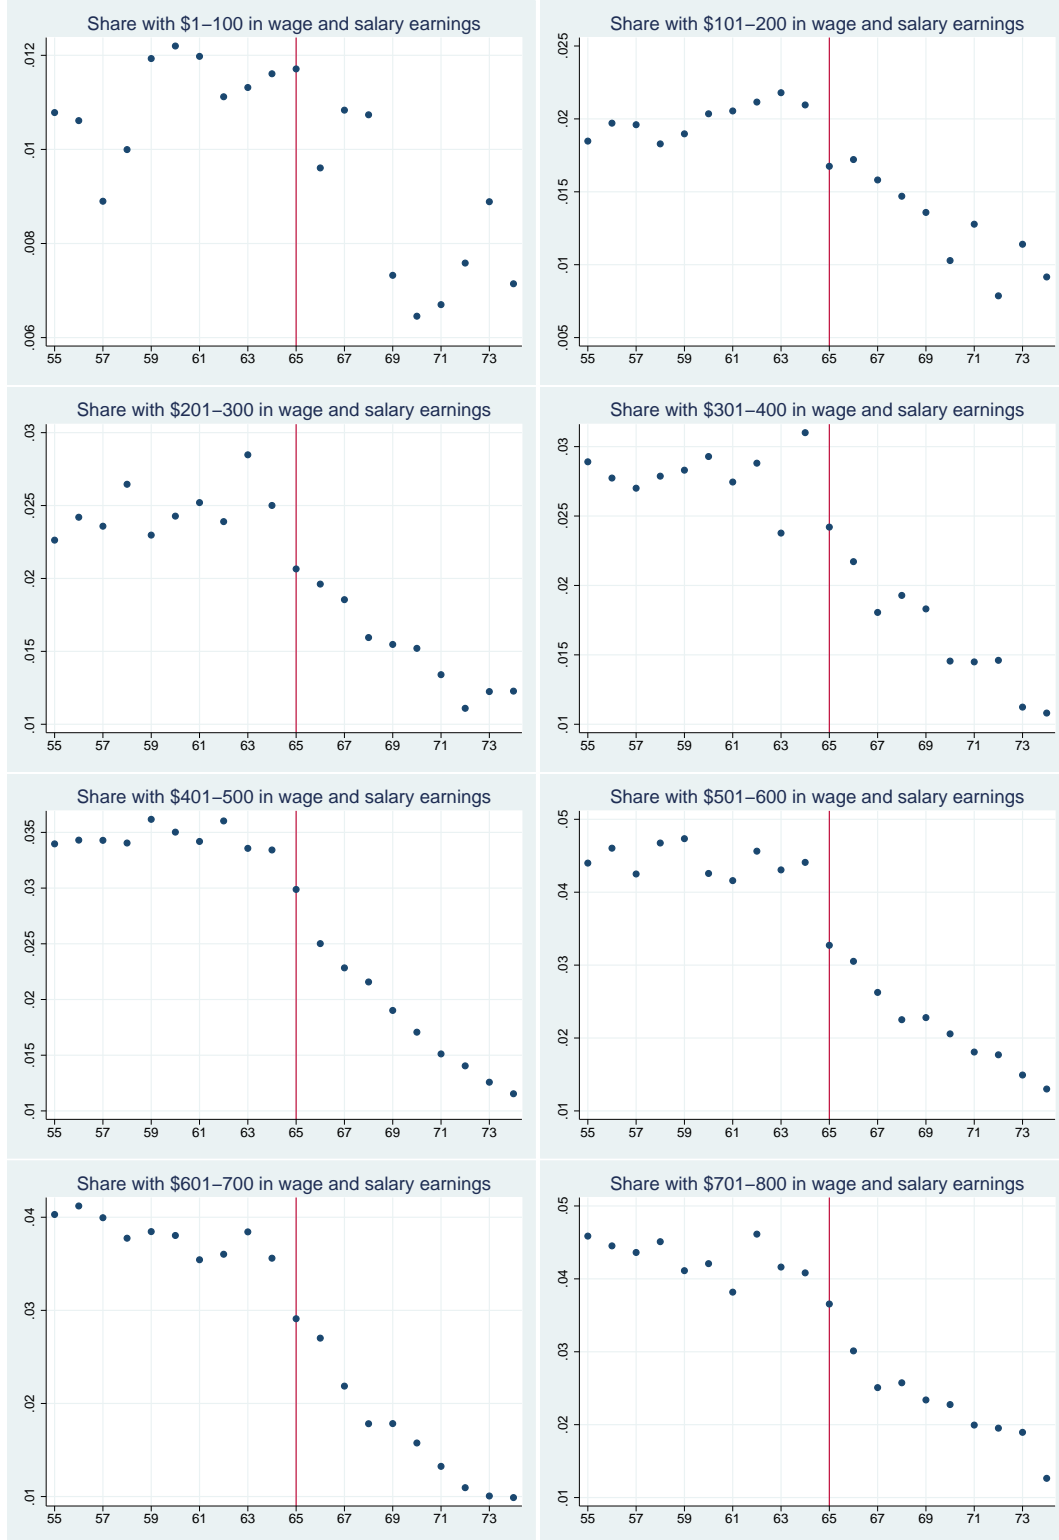 Share with $1–100 in wage and salary earnings
.012
.01
.008
.006
55 57 59 61 63 65 67 69 71 73
Share with $101–200 in wage and salary earnings
.025
.02
.015
.01
.005
55 57 59 61 63 65 67 69 71 73
Share with $201–300 in wage and salary earnings
.03
.025
.02
.015
.01
55 57 59 61 63 65 67 69 71 73
Share with $301–400 in wage and salary earnings
.03
.025
.02
.015
.01
55 57 59 61 63 65 67 69 71 73
Share with $401–500 in wage and salary earnings
.035
.03
.025
.02
.015
.01
55 57 59 61 63 65 67 69 71 73
Share with $501–600 in wage and salary earnings
.05
.04
.03
.02
.01
55 57 59 61 63 65 67 69 71 73
Share with $601–700 in wage and salary earnings
.04
.03
.02
.01
55 57 59 61 63 65 67 69 71 73
Share with $701–800 in wage and salary earnings
.05
.04
.03
.02
.01
55 57 59 61 63 65 67 69 71 73